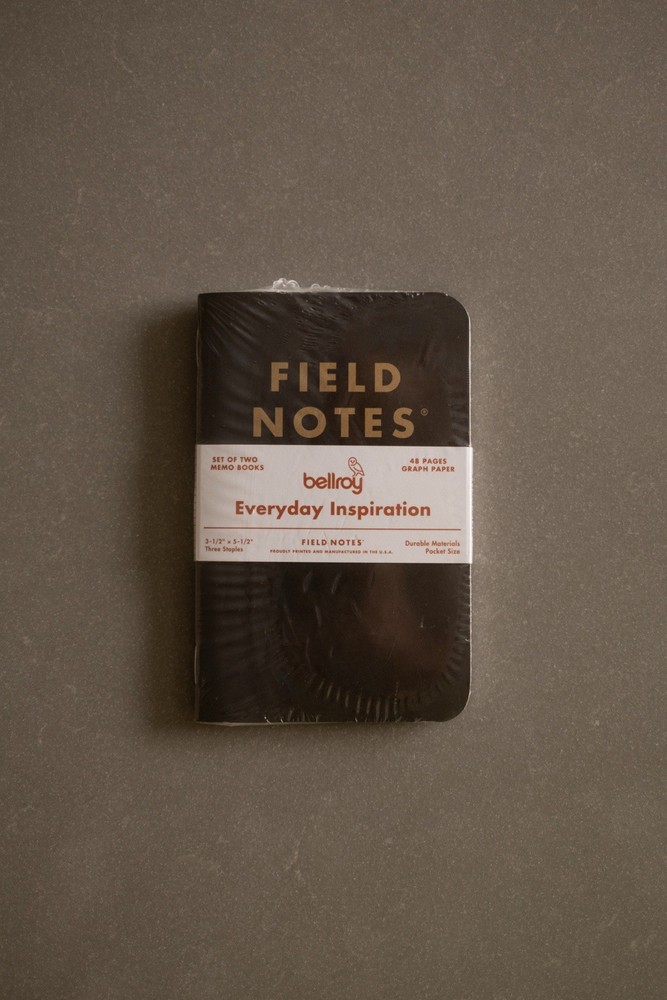 FIELD
NOTES®
SET OF TWO
MEMO BOOKS
48 PAGES
GRAPH PAPER
bellroy
Everyday Inspiration
3-1/2" x 5-1/2"
Three Staples
FIELD NOTES®
PROUDLY PRINTED AND MANUFACTURED IN THE U.S.A.
Durable Materials
Pocket Size